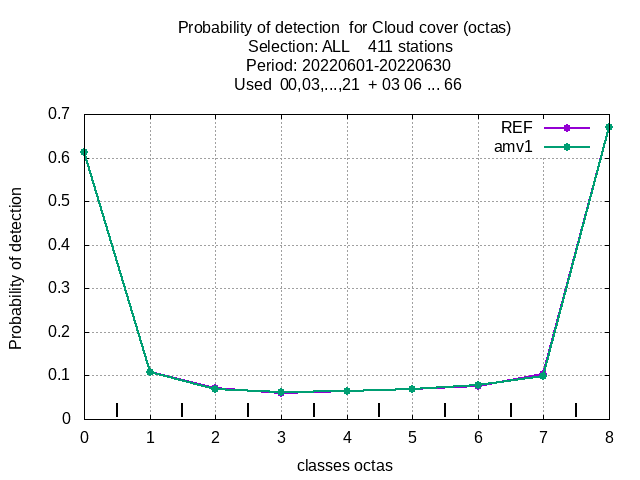 Probability of detection  for Cloud cover (octas)
Selection: ALL    411 stations
Period: 20220601-20220630
Used  00,03,...,21  + 03 06 ... 66
REF
amv1
0.7
0.6
0.5
0.4
0.3
0.2
0.1
0
Probability of detection
0 1 2 3 4 5 6 7 8
classes octas